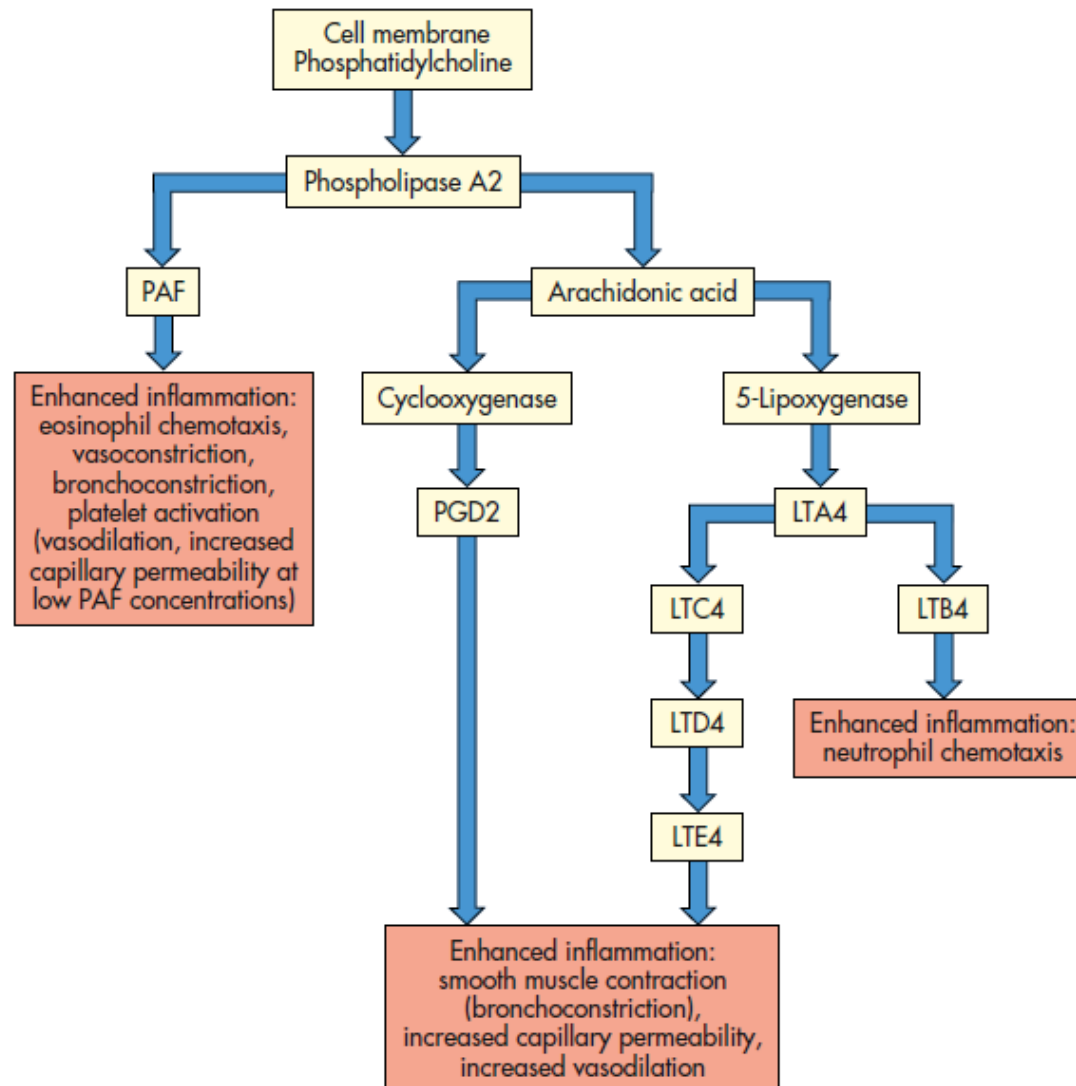 Cell membrane
Phosphatidylcholine
Phospholipase A2
PAF
Arachidonic acid
Enhanced inflammation:
eosinophil chemotaxis,
vasoconstriction,
bronchoconstriction,
platelet activation
(vasodilation, increased
capillary permeability at
low PAF concentrations)
Cyclooxygenase
5-Lipoxygenase
PGD2
LTA4
LTC4
LTB4
LTD4
Enhanced inflammation:
neutrophil chemotaxis
LTE4
Enhanced inflammation:
smooth muscle contraction
(bronchoconstriction),
increased capillary permeability,
increased vasodilation